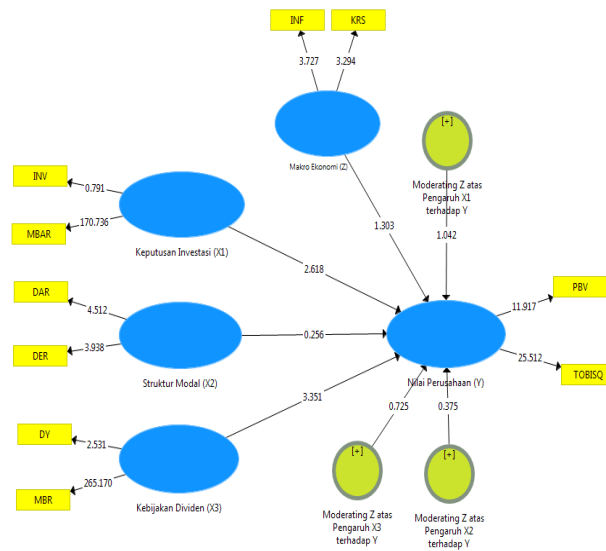 INF
KRS
3.727
3.294
[+]
Makro Ekonomi (Z)
INV
0.791
Moderating Z atas
Pengaruh X1
terhadap Y
MBAR
170.736
1.303
1.042
Keputusan Investasi (X1)
2.618
DAR
4.512
PBV
11.917
DER
3.938
0.256
25.512
TOBISQ
Struktur Modal (X2)
Nilai Perusahaan (Y)
3.351
0.725
0.375
DY
2.531
[+]
[+]
MBR
265.170
Kebijakan Dividen (X3)
Moderating Z atas
Pengaruh X3
terhadap Y
Moderating Z atas
Pengaruh X2
terhadap Y